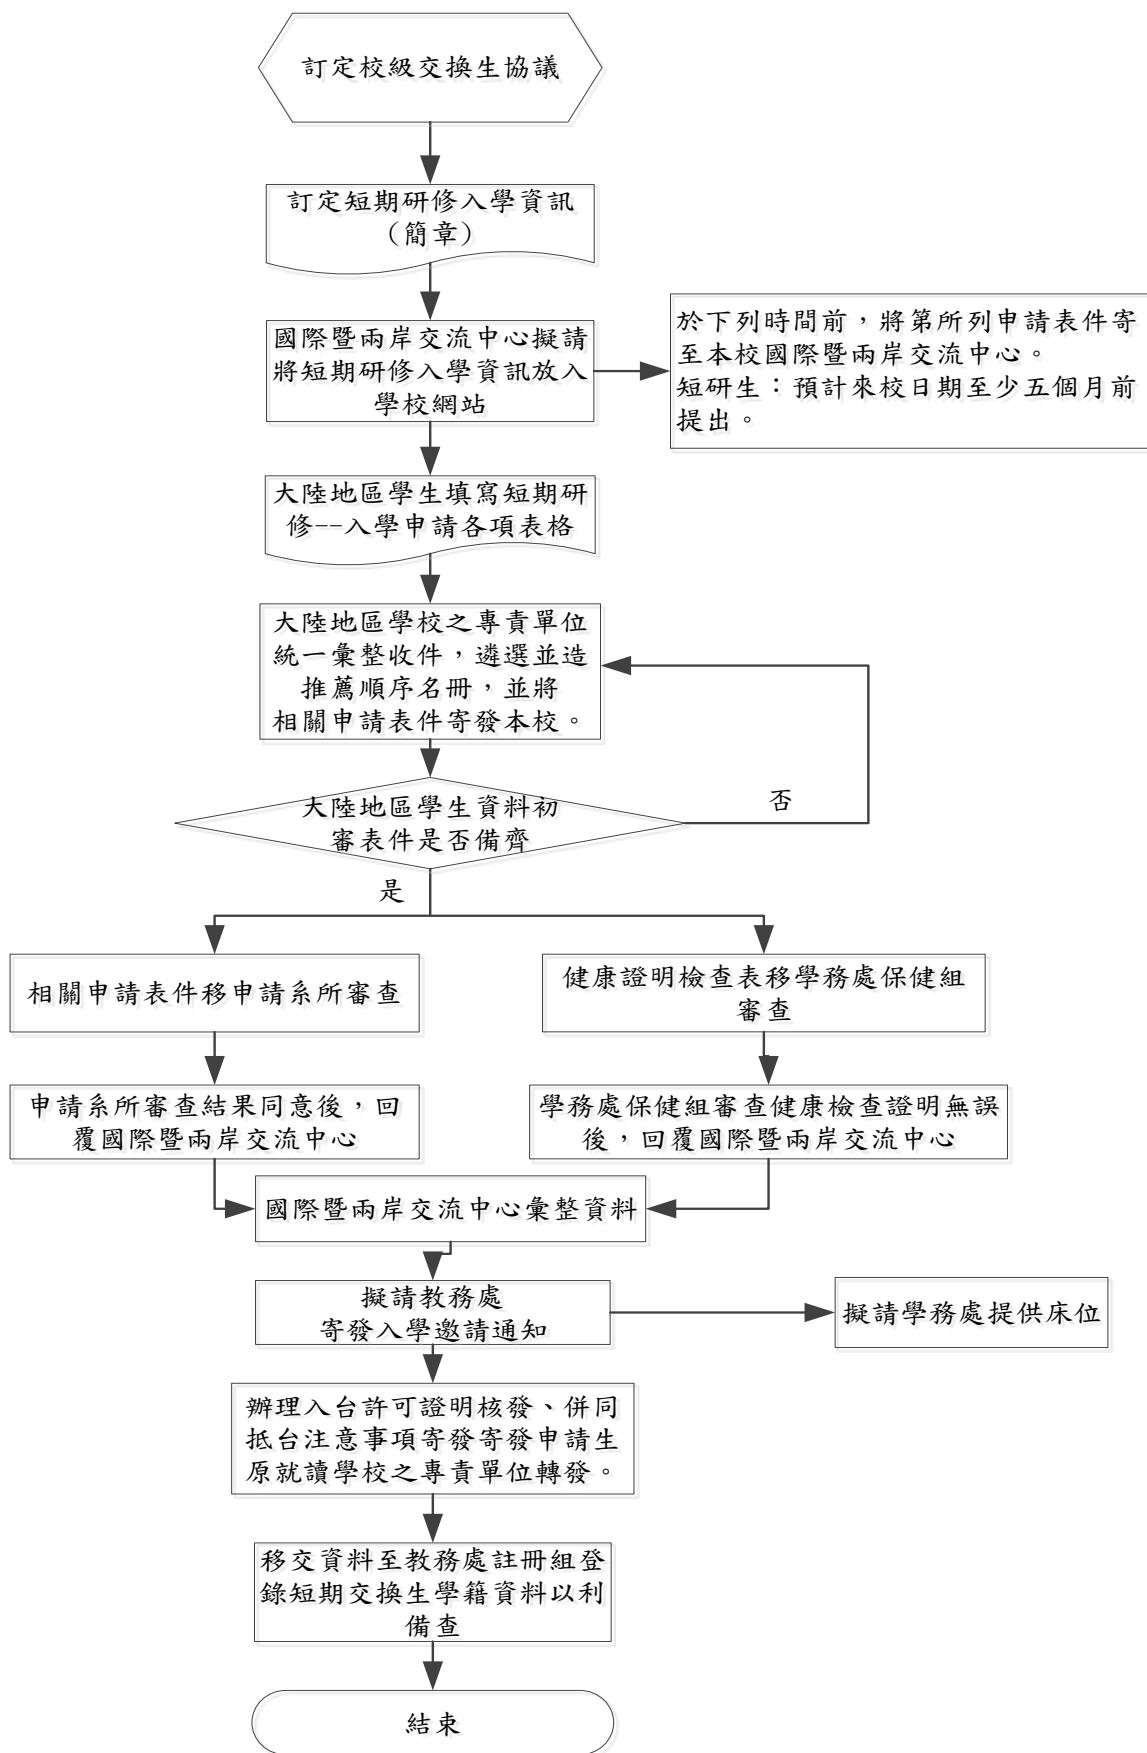 訂定校級交換生協議
訂定短期研修入學資訊
（簡章）
國際暨兩岸交流中心擬請
將短期研修入學資訊放入
學校網站
於下列時間前，將第所列申請表件寄
至本校國際暨兩岸交流中心。
短研生：預計來校日期至少五個月前
提出。
大陸地區學生填寫短期研
修--入學申請各項表格
大陸地區學校之專責單位
統一彙整收件，遴選並造
推薦順序名冊，並將
相關申請表件寄發本校。
大陸地區學生資料初
審表件是否備齊
否
是
相關申請表件移申請系所審查
健康證明檢查表移學務處保健組
審查
申請系所審查結果同意後，回
覆國際暨兩岸交流中心
學務處保健組審查健康檢查證明無誤
後，回覆國際暨兩岸交流中心
國際暨兩岸交流中心彙整資料
擬請教務處
寄發入學邀請通知
擬請學務處提供床位
辦理入台許可證明核發、併同
抵台注意事項寄發寄發申請生
原就讀學校之專責單位轉發。
移交資料至教務處註冊組登
錄短期交換生學籍資料以利
備查
結束